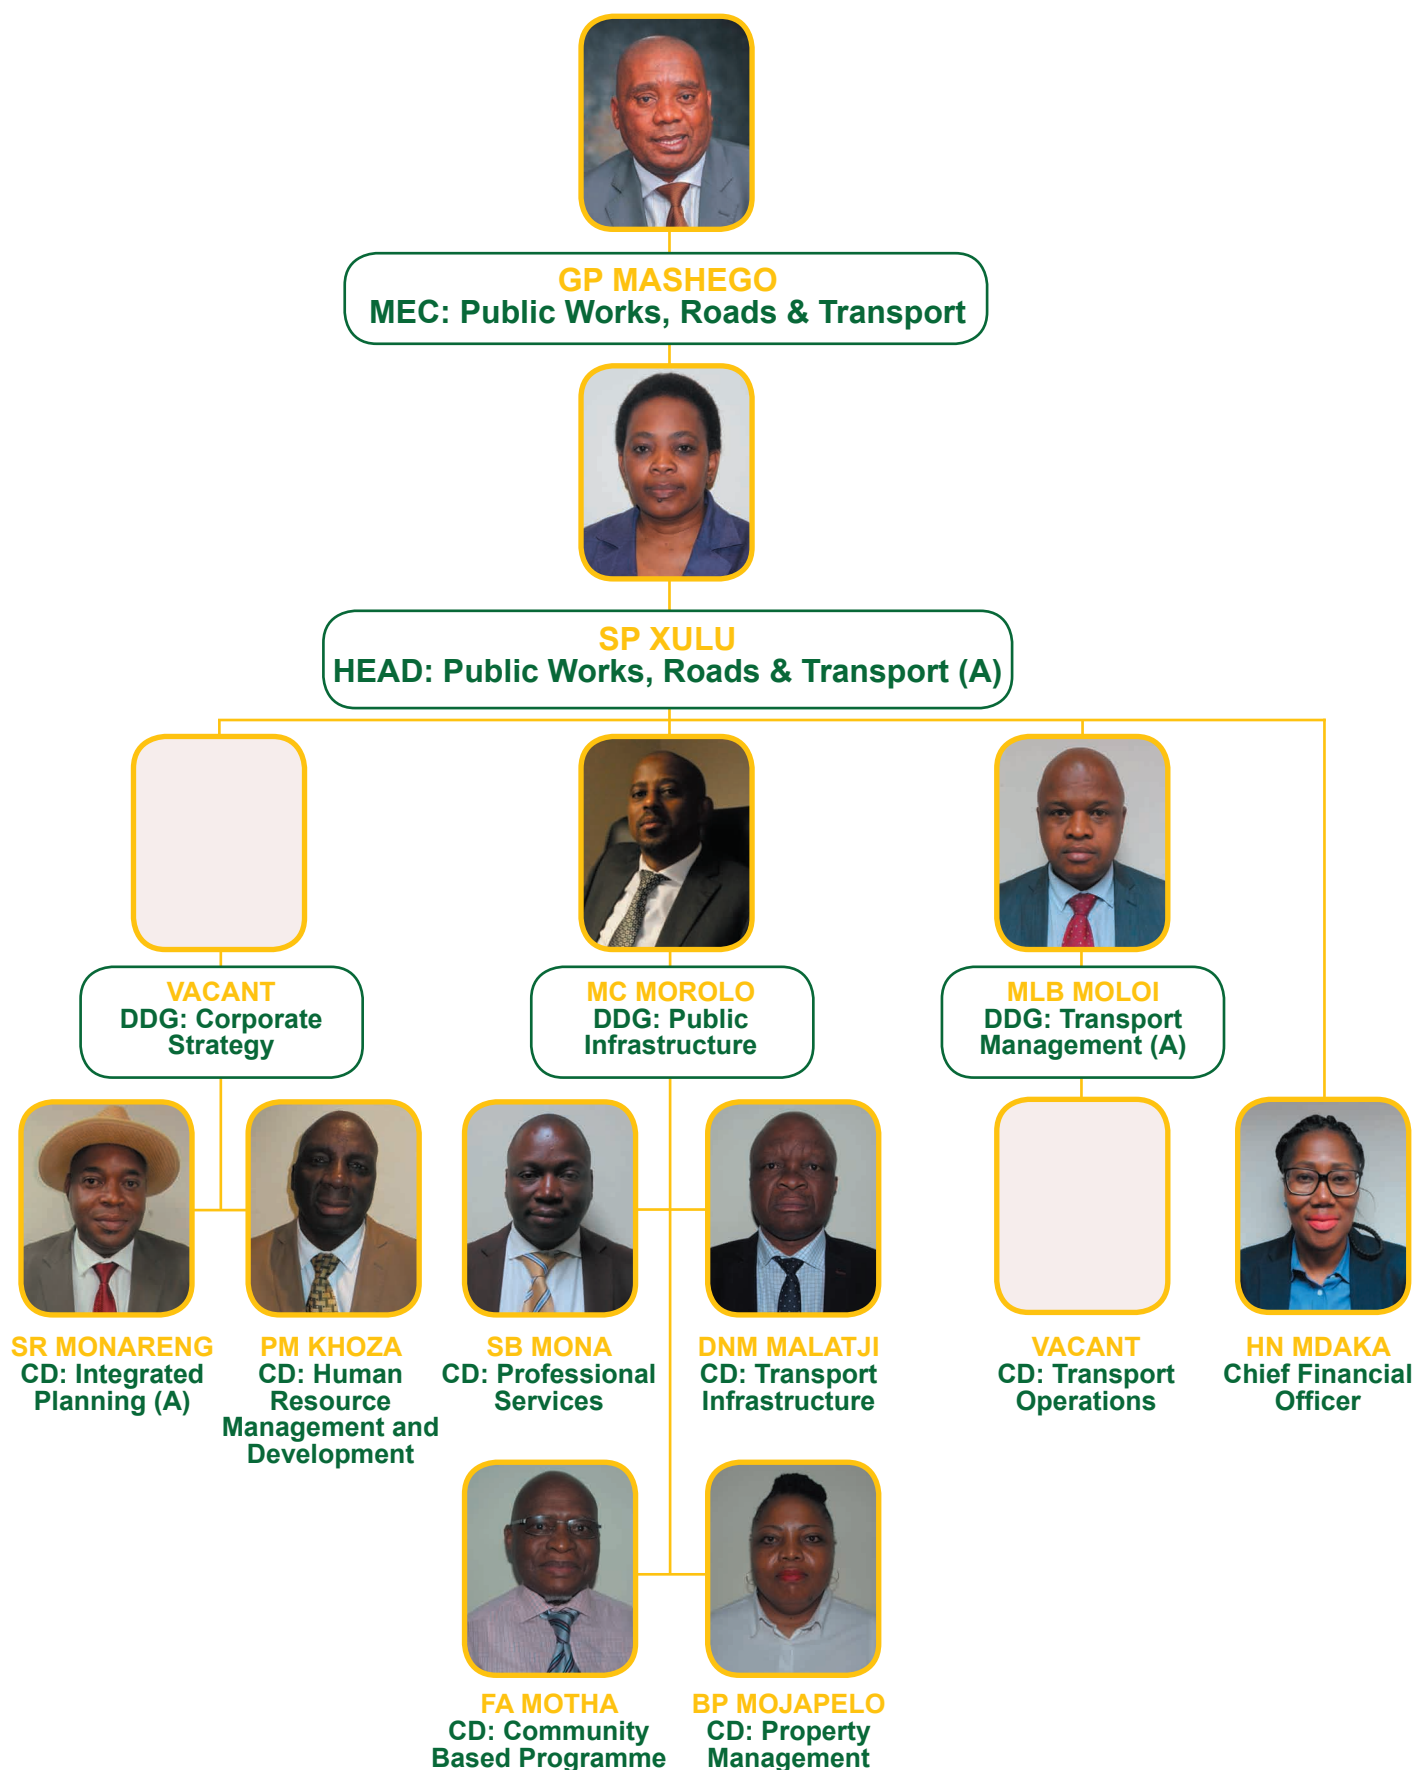 GP MASHEGO
MEC: Public Works, Roads & Transport
SP XULU
HEAD: Public Works, Roads & Transport (A)
VACANT
DDG: Corporate
Strategy
MC MOROLO
DDG: Public
Infrastructure
MLB MOLOI
DDG: Transport
Management (A)
SR MONARENG
CD: Integrated
Planning (A)
PM KHOZA
CD: Human
Resource
Management and
Development
SB MONA
CD: Professional
Services
DNM MALATJI
CD: Transport
Infrastructure
VACANT
CD: Transport
Operations
HN MDAKA
Chief Financial
Officer
FA MOTHA
CD: Community
Based Programme
BP MOJAPELO
CD: Property
Management